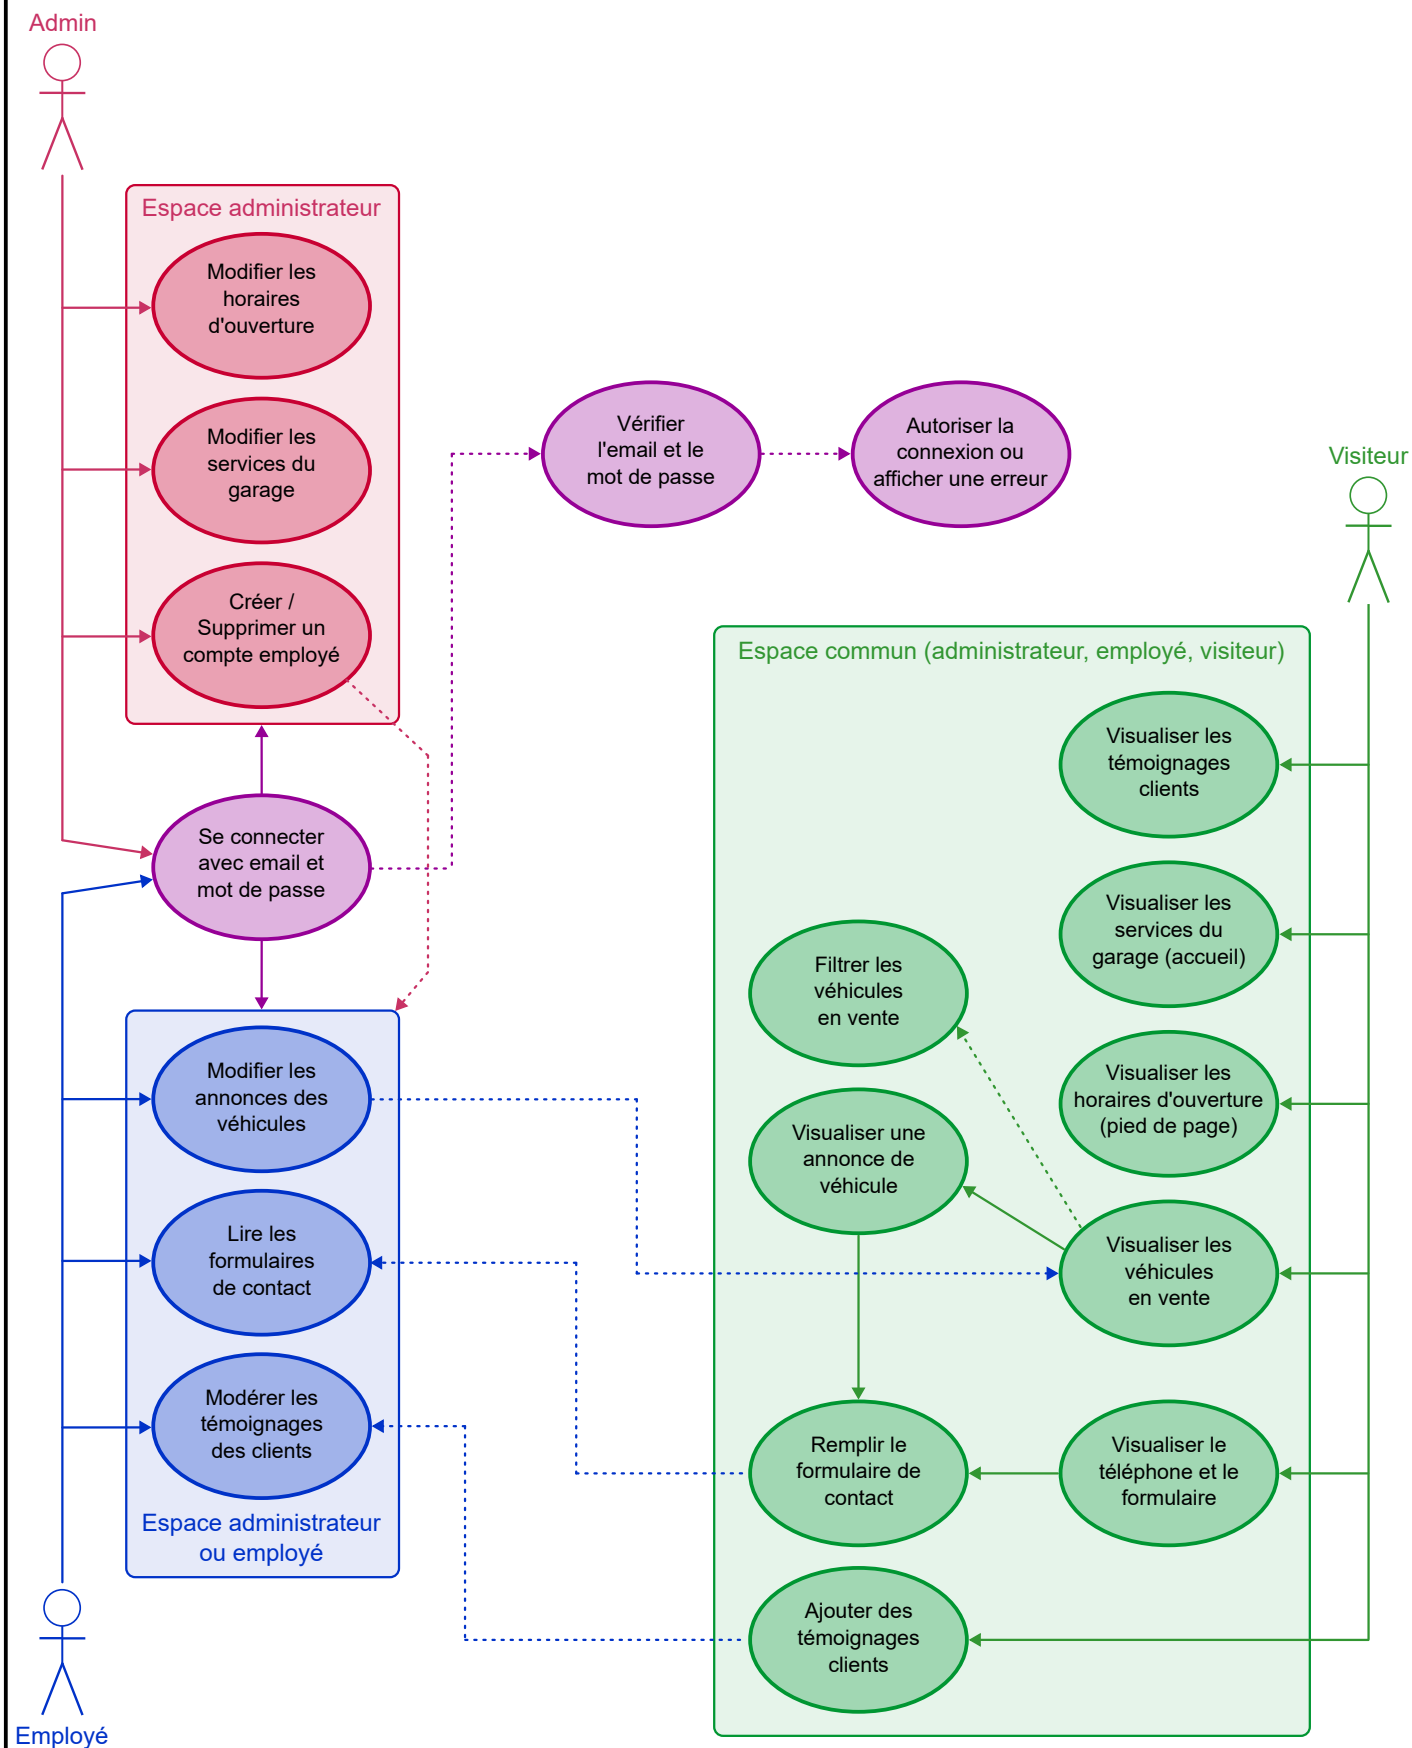 Admin
Espace administrateur
Modifier les
horaires
d'ouverture
Modifier les
services du
garage
Créer /
Supprimer un
compte employé
Vérifier
l'email et le
mot de passe
Autoriser la
connexion ou
afficher une erreur
Visiteur
Se connecter
avec email et
mot de passe
Espace commun (administrateur, employé, visiteur)
Visualiser les
témoignages
clients
Visualiser les
services du
garage (accueil)
Filtrer les
véhicules
en vente
Visualiser les
horaires d'ouverture
(pied de page)
Visualiser une
annonce de
véhicule
Visualiser les
véhicules
en vente
Remplir le
formulaire de
contact
Visualiser le
téléphone et le
formulaire
Ajouter des
témoignages
clients
Modifier les
annonces des
véhicules
Lire les
formulaires
de contact
Modérer les
témoignages
des clients
Espace administrateur
ou employé
Employé